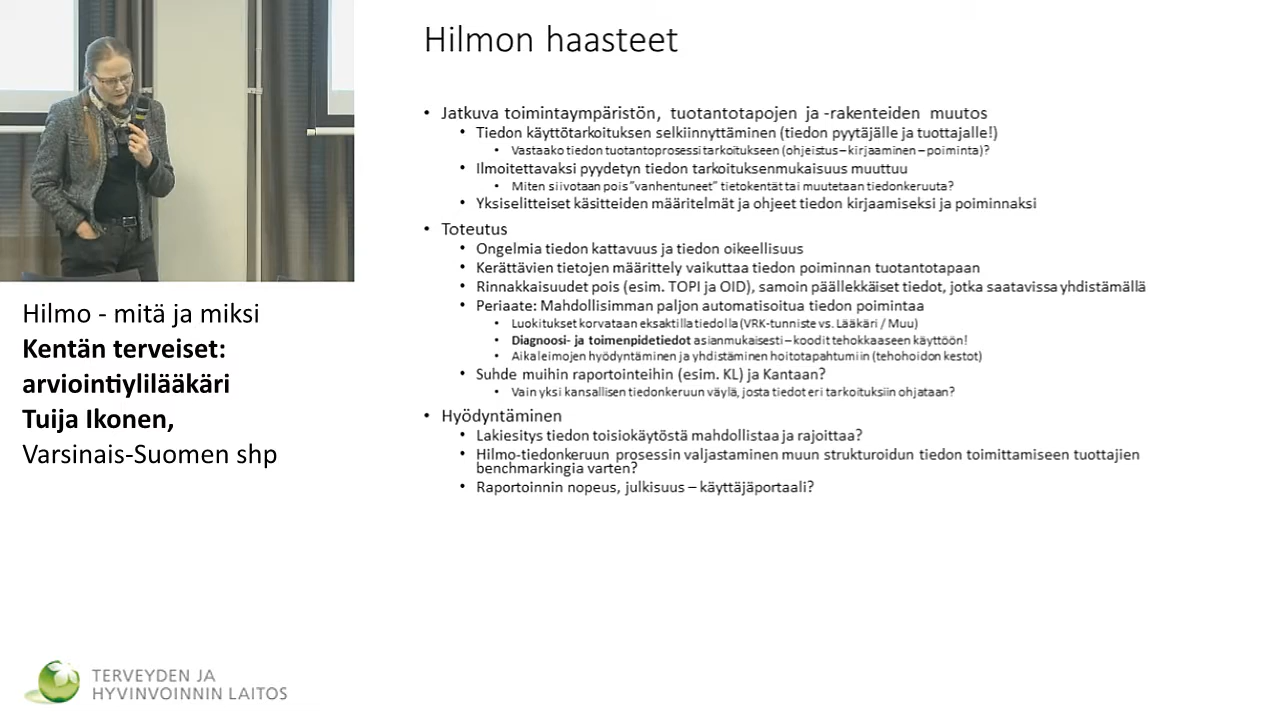 Hilmon haasteet
• Jatkuva toimintaympäristön, tuotantotapojen ja -rakenteiden muutos
• Tiedon käyttötarkoituksen selkiinnyttäminen (tiedon pyytäjälle ja tuottajalle!)
• Vastaako tiedon tuotantoprosessi tarkoitukseen (ohjeistus – kirjaaminen – poiminta)?
• Ilmoitettavaksi pyydetyn tiedon tarkoituksenmukaisuus muuttuu
• Miten siivotaan pois "vanhentuneet" tietokentät tai muutetaan tiedonkeruuta?
• Yksiselitteiset käsitteiden määritelmät ja ohjeet tiedon kirjaamiseksi ja poiminnaksi
• Toteutus
• Ongelmia tiedon kattavuus ja tiedon oikeellisuus
• Kerättävien tietojen määrittely vaikuttaa tiedon poiminnan tuotantotapaan
• Rinnakkaisuudet pois (esim. TOPI ja OID), samoin päällekkäiset tiedot, jotka saatavissa yhdistämällä
• Periaate: Mahdollisimman paljon automatisoitua tiedon poimintaa
• Luokitukset korvataan eksaktilla tiedolla (VRK-tunniste vs. Lääkäri / Muu)
• Diagnoosi- ja toimenpidetiedot asianmukaisesti – koodit tehokkaaseen käyttöön!
• Aikaleimojen hyödyntäminen ja yhdistäminen hoitotapahtumiin (tehohoidon kestot)
• Suhde muihin raportointeihin (esim. KL) ja Kantaan?
• Vain yksi kansallisen tiedonkeruun väylä, josta tiedot eri tarkoituksiin ohjataan?
• Hyödyntäminen
• Lakiesitys tiedon toisiokäytöstä mahdollistaa ja rajoittaa?
• Hilmo-tiedonkeruun prosessin valjastaminen muun strukturoidun tiedon toimittamiseen tuottajien
benchmarkingia varten?
• Raportoinnin nopeus, julkisuus – käyttäjäportaali?
Hilmo - mitä ja miksi
Kentän terveiset:
arviointiylilääkäri
Tuija Ikonen,
Varsinais-Suomen shp
TERVEYDEN JA
HYVINVOINNIN LAITOS